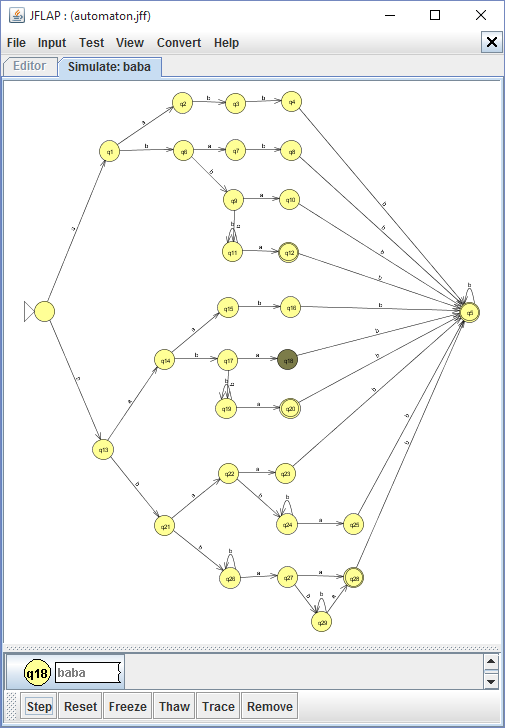 JFLAP : (automaton.jff)
File Input Test View Convert Help
Editor Simulate: baba
q2 b q3 b q4
a
q1 b q6 a q7 b q8
b
q9 a q10
b
b
b
q11 a q12
b
b
q5
q15 b q16 b
a
q14 b q17 a q18 b
b
b
q19 a q20
a b
q13
b
q22 a q23
a b
b
b
q21 q24 a q25
b
b
b
q26 a q27 a q28
b b a
q29
q18 baba
Step Reset Freeze Thaw Trace Remove